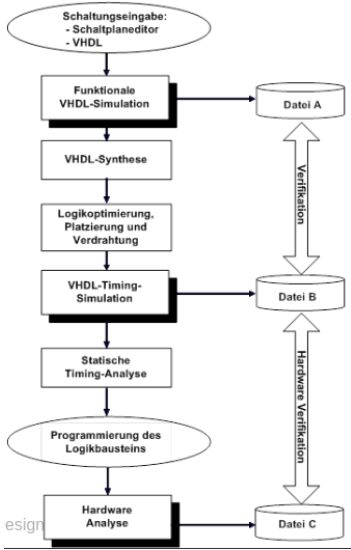 Schaltungseingabe:
- Schaltplaneditor
- VHDL
Funktionale
VHDL-Simulation
Datei A
VHDL-Synthese
Verifikation
Logikoptimierung,
Platzierung und
Verdrahtung
VHDL-Timing-
Simulation
Datei B
Statische
Timing-Analyse
Hardware Verifikation
Programmierung des
Logikbausteins
esign
Hardware
Analyse
Datei C